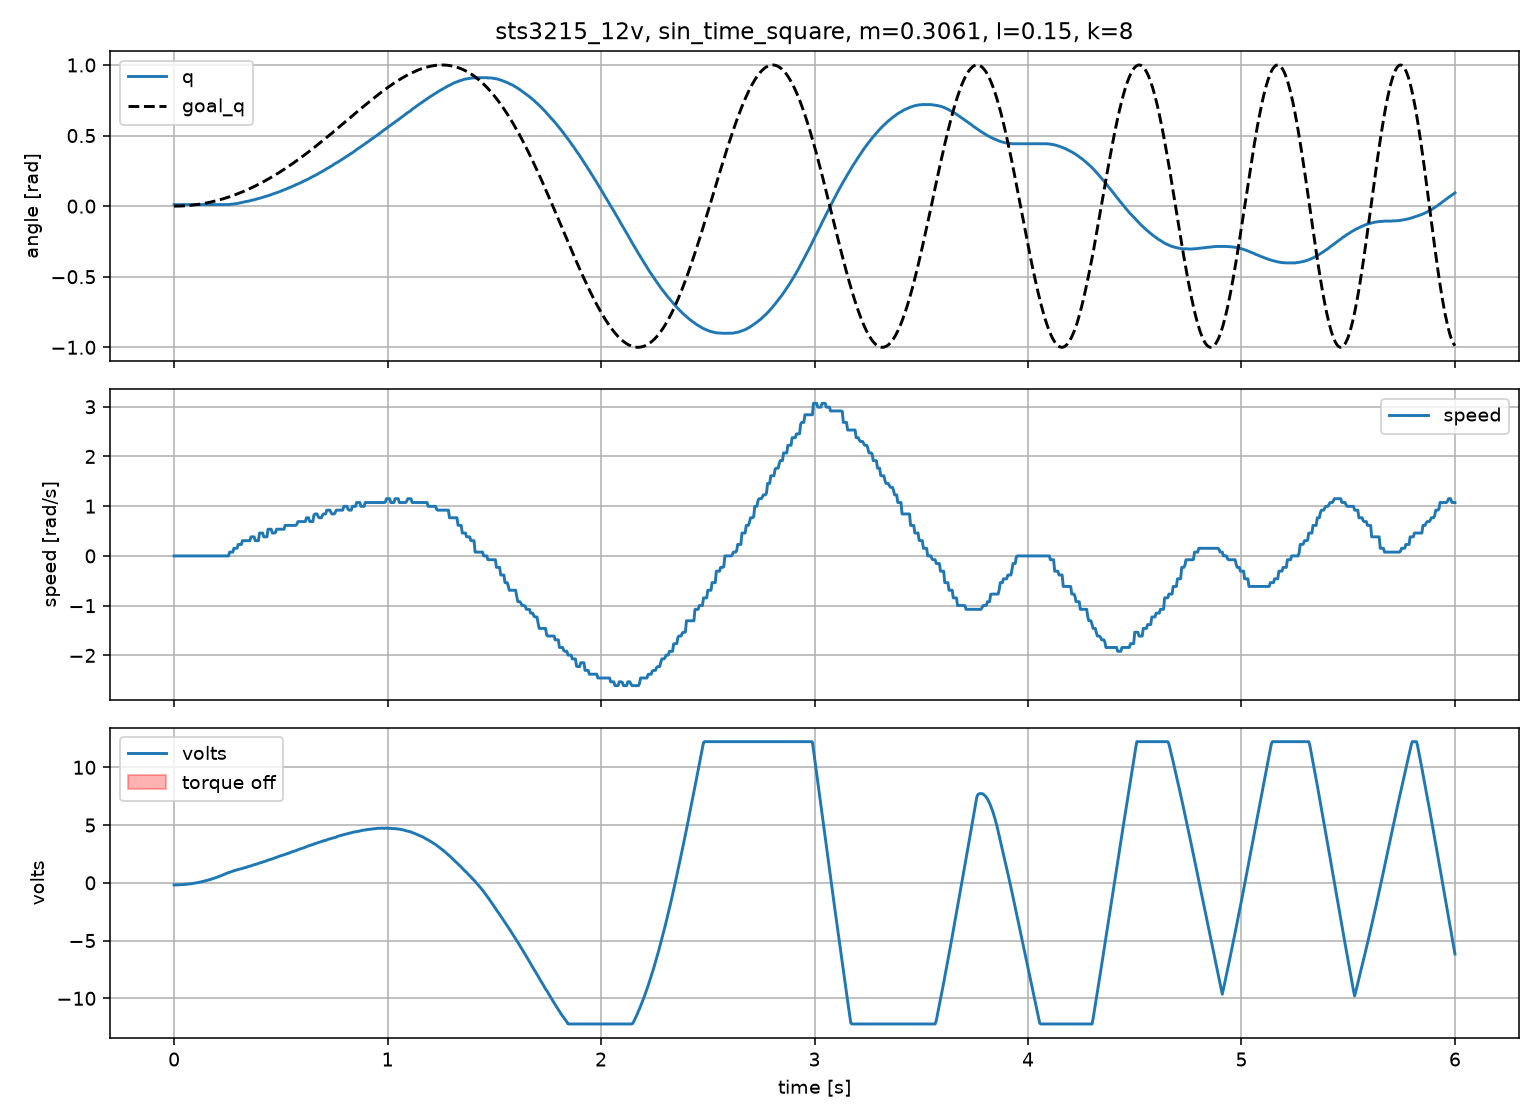 sts3215_12v, sin_time_square, m=0.3061, l=0.15, k=8
1.0
0.5
0.0
−0.5
−1.0
angle [rad]
q
goal_q
3
2
1
0
−1
−2
speed [rad/s]
speed
10
5
0
−5
−10
volts
volts
torque off
0 1 2 3 4 5 6
time [s]